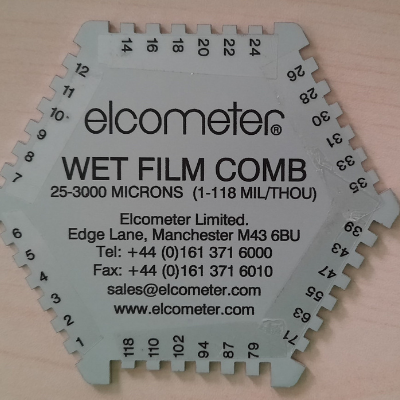 14 16 18 20 22 24
12 11 10 9 8 7
26 28 30 31 33 35
elcometer®
WET FILM COMB
25-3000 MICRONS (1-118 MIL/THOU)
Elcometer Limited.
Edge Lane, Manchester M43 6BU
Tel: +44 (0)161 371 6000
Fax: +44 (0)161 371 6010
sales@elcometer.com
www.elcometer.com
6 5 4 3 2 1
39 43 47 55 63 71
118 110 102 94 87 79